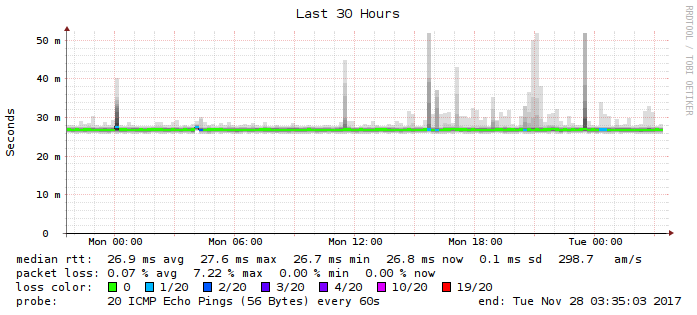 Last 30 Hours
RRDTOOL / TOBI OETIKER
Seconds
50 m
40 m
30 m
20 m
10 m
0
Mon 00:00 Mon 06:00 Mon 12:00 Mon 18:00 Tue 00:00
median rtt: 26.9 ms avg 27.6 ms max 26.7 ms min 26.8 ms now 0.1 ms sd 298.7 am/s
packet loss: 0.07 % avg 7.22 % max 0.00 % min 0.00 % now
loss color: 0 1/20 2/20 3/20 4/20 10/20 19/20
probe: 20 ICMP Echo Pings (56 Bytes) every 60s end: Tue Nov 28 03:35:03 2017